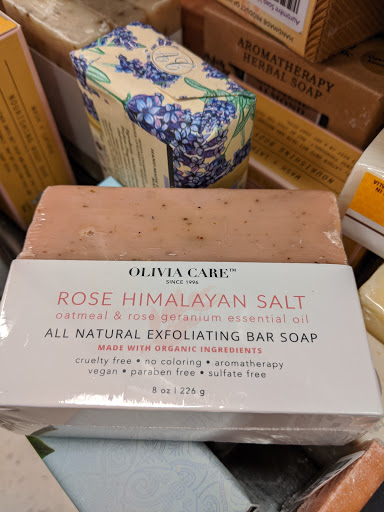 AROMATHERAPY
HERBAL SOAP
OLIVIA CARE™
SINCE 1996
ROSE HIMALAYAN SALT
oatmeal & rose geranium essential oil
ALL NATURAL EXFOLIATING BAR SOAP
MADE WITH ORGANIC INGREDIENTS
cruelty free • no coloring • aromatherapy
vegan • paraben free • sulfate free
8 oz | 226 g